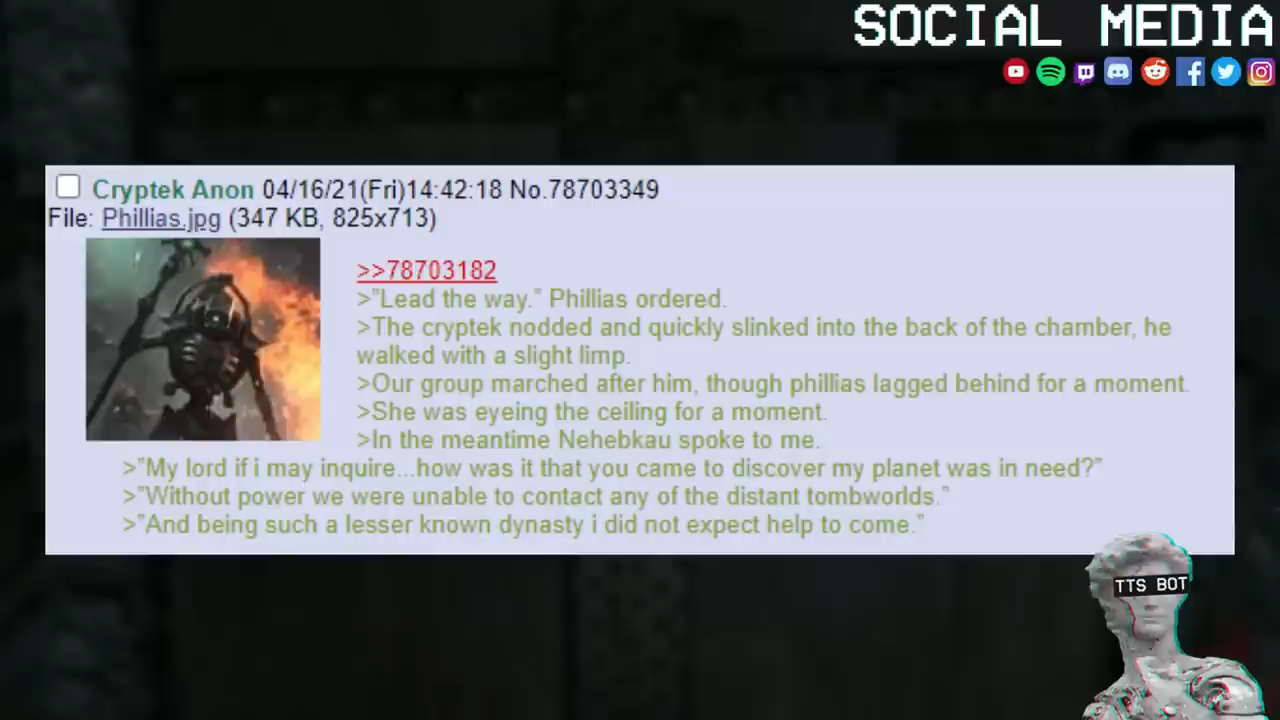 SOCIAL MEDIA
Cryptek Anon 04/16/21(Fri)14:42:18 No.78703349
File: Phillias.jpg (347 KB, 825x713)
>>78703182
>"Lead the way." Phillias ordered.
>The cryptek nodded and quickly slinked into the back of the chamber, he
walked with a slight limp.
>Our group marched after him, though phillias lagged behind for a moment.
>She was eyeing the ceiling for a moment.
>In the meantime Nehebkau spoke to me.
>"My lord if i may inquire...how was it that you came to discover my planet was in need?"
>"Without power we were unable to contact any of the distant tombworlds."
>"And being such a lesser known dynasty i did not expect help to come."
TTS BOT